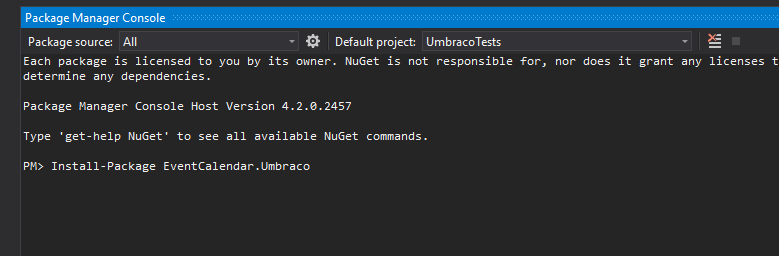 Package Manager Console
Package source: All Default project: UmbracoTests
Each package is licensed to you by its owner. NuGet is not responsible for, nor does it grant any licenses t
determine any dependencies.
Package Manager Console Host Version 4.2.0.2457
Type 'get-help NuGet' to see all available NuGet commands.
PM> Install-Package EventCalendar.Umbraco